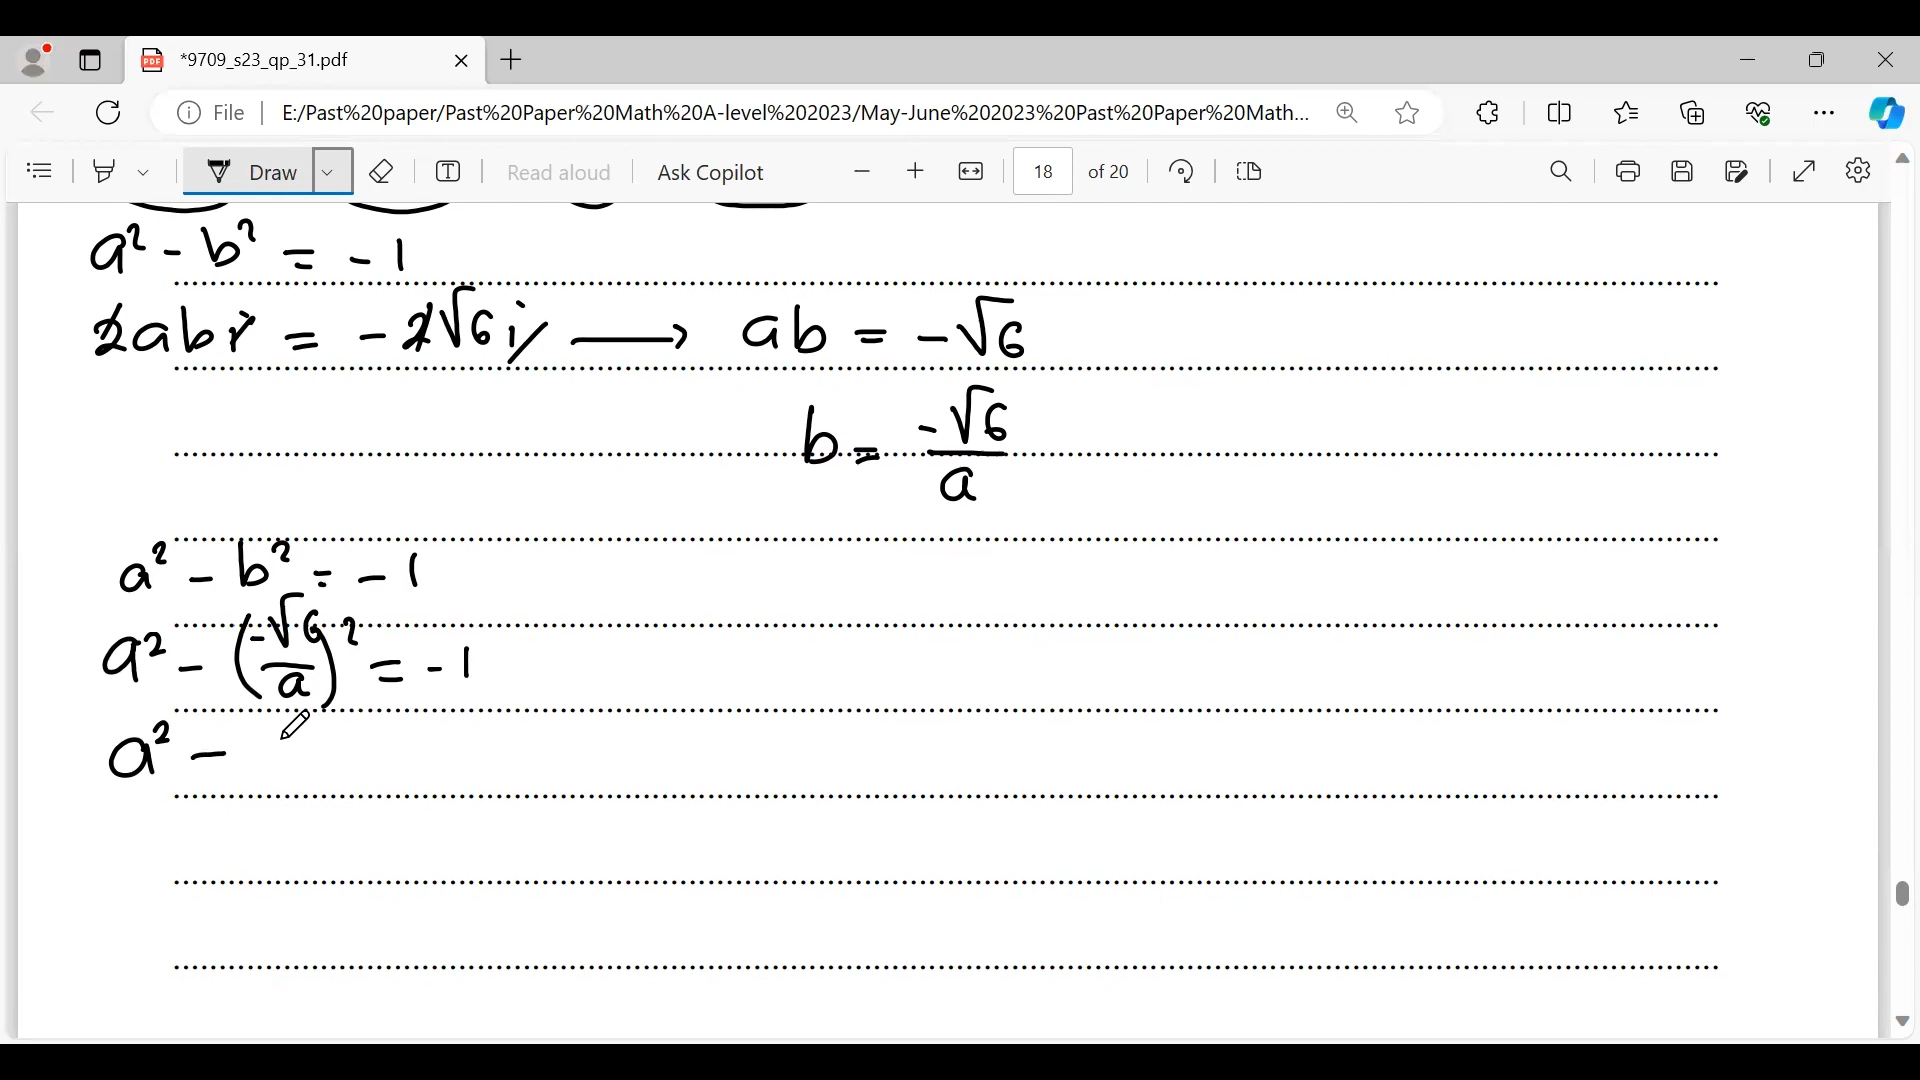 *9709_s23_qp_31.pdf
File E:/Past%20paper/Past%20Paper%20Math%20A-level%202023/May-June%202023%20Past%20Paper%20Math...
Draw Read aloud Ask Copilot 18 of 20
a² - b² = -1
2abi = -2√6 i → ab = -√6
b = -√6/a
a² - b² = -1
a² - (-√6/a)² = -1
a² -